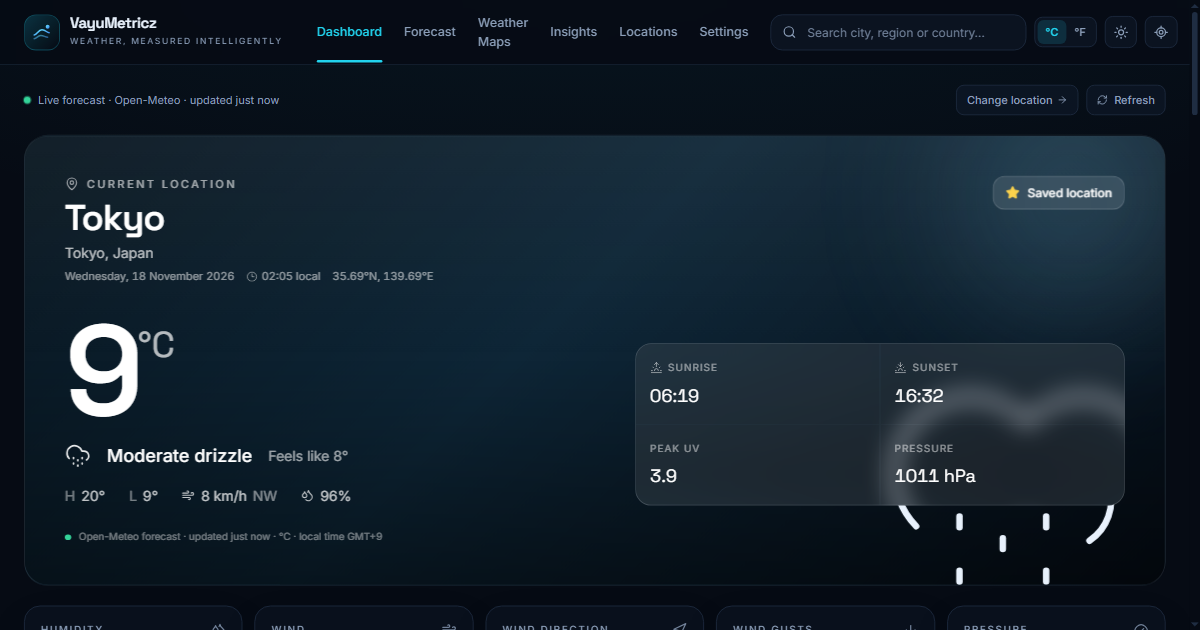 VayuMetricz
WEATHER, MEASURED INTELLIGENTLY
Dashboard
Forecast
Weather
Maps
Insights
Locations
Settings
Search city, region or country...
°C
°F
Live forecast · Open-Meteo · updated just now
Change location →
Refresh
CURRENT LOCATION
Saved location
Tokyo
Tokyo, Japan
Wednesday, 18 November 2026 02:05 local 35.69°N, 139.69°E
9°C
SUNRISE
06:19
SUNSET
16:32
PEAK UV
3.9
PRESSURE
1011 hPa
Moderate drizzle Feels like 8°
H 20° L 9° 8 km/h NW 96%
Open-Meteo forecast · updated just now · °C · local time GMT+9
HUMIDITY
WIND
WIND DIRECTION
WIND GUSTS
PRESSURE